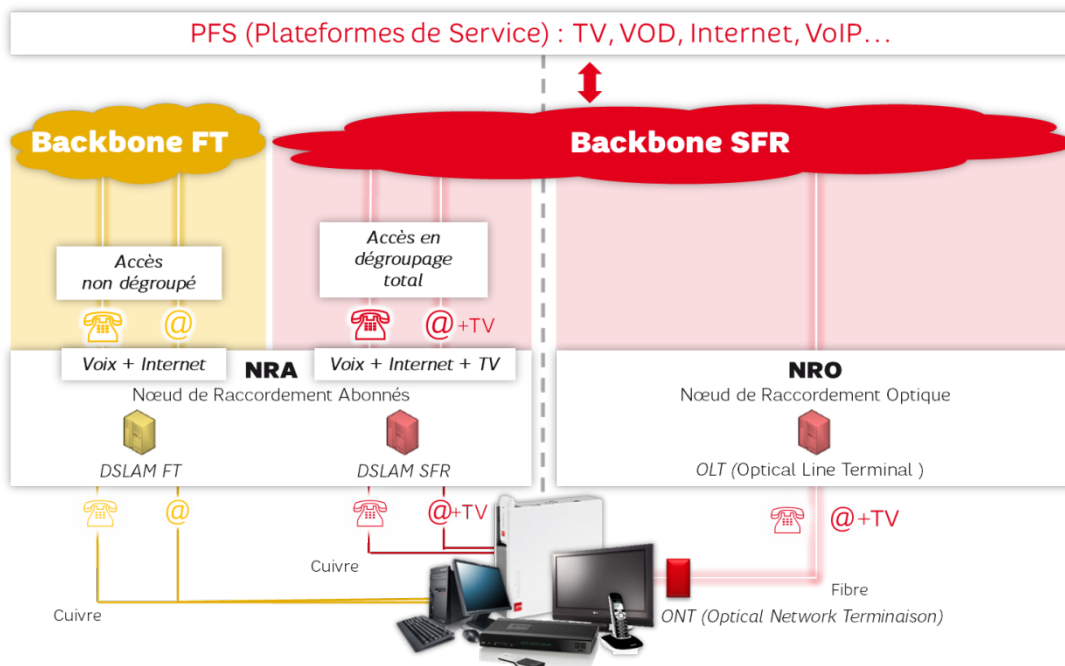 PFS (Plateformes de Service) : TV, VOD, Internet, VoIP...
Backbone FT
Backbone SFR
Accès
non dégroupé
Accès en
dégroupage
total
@
@+TV
Voix + Internet
NRA
Voix + Internet + TV
NRO
Nœud de Raccordement Abonnés
Nœud de Raccordement Optique
DSLAM FT
DSLAM SFR
OLT (Optical Line Terminal )
@
@+TV
@+TV
Cuivre
Fibre
Cuivre
ONT (Optical Network Terminaison)